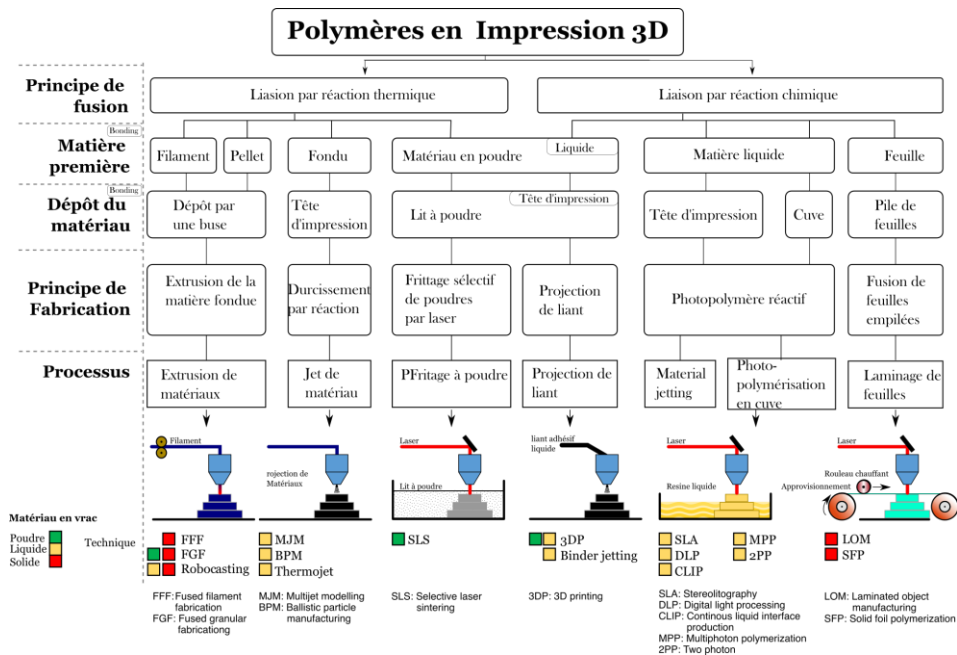 Polymères en Impression 3D
Principe de
fusion
Liasion par réaction thermique
Liaison par réaction chimique
Bonding
Matière
première
Filament
Pellet
Fondu
Matériau en poudre
Liquide
Matière liquide
Feuille
Bonding
Dépôt du
matériau
Dépôt par
une buse
Tête
d'impression
Lit à poudre
Tête d'impression
Tête d'impression
Cuve
Pile de
feuilles
Principe de
Fabrication
Extrusion de la
matière fondue
Durcissement
par réaction
Frittage sélectif
de poudres
par laser
Projection
de liant
Photopolymère réactif
Fusion de
feuilles
empilées
Processus
Extrusion de
matériaux
Jet de
matériau
PFritage à poudre
Projection de
liant
Material
jetting
Photo-
polymérisation
en cuve
Laminage de
feuilles
Filament
rojection de
Matériaux
Laser
Lit à poudre
liant adhésif
liquide
Laser
Resine liquide
Laser
Rouleau chauffant
Approvisionnement
Matériau en vrac
Poudre
Liquide
Solide
Technique
FFF
FGF
Robocasting
MJM
BPM
Thermojet
SLS
3DP
Binder jetting
SLA
DLP
CLIP
MPP
2PP
LOM
SFP
FFF: Fused filament
fabrication
FGF: Fused granular
fabricationg
MJM: Multijet modelling
BPM: Ballistic particle
manufacturing
SLS: Selective laser
sintering
3DP: 3D printing
SLA: Stereolitography
DLP: Digital light processing
CLIP: Continous liquid interface
production
MPP: Multiphoton polymerization
2PP: Two photon
LOM: Laminated object
manufacturing
SFP: Solid foil polymerization